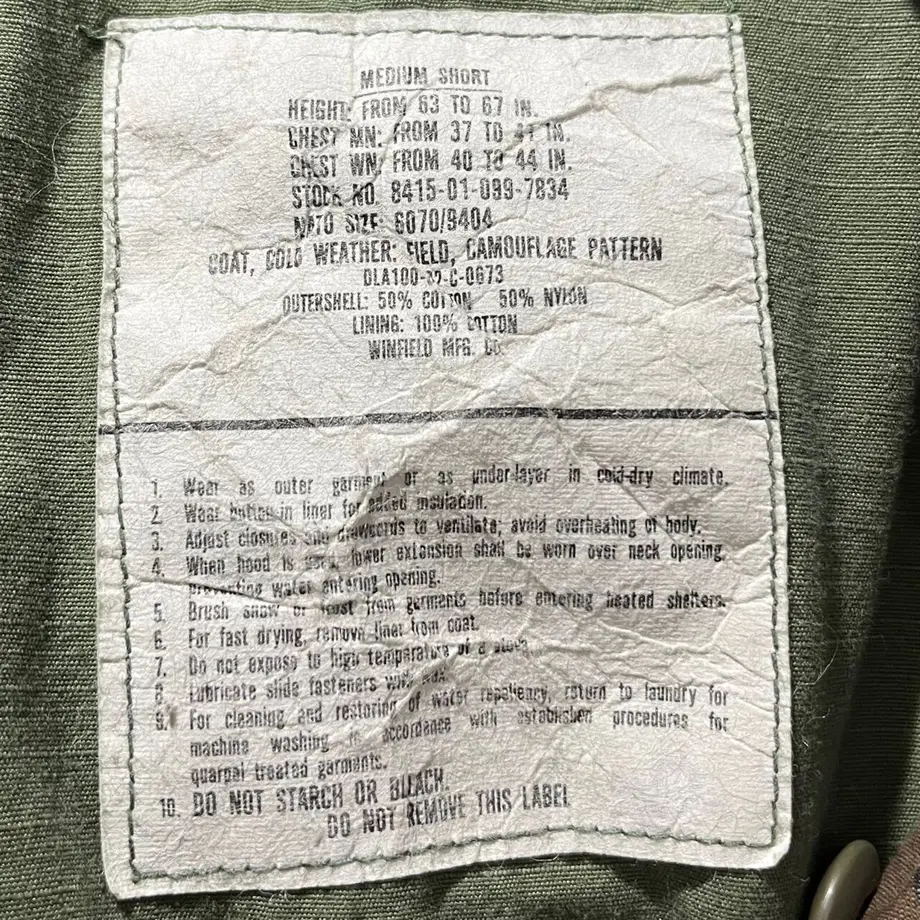 MEDIUM SHORT
HEIGHT: FROM 63 TO 67 IN.
CHEST MN: FROM 37 TO 41 IN.
CHEST WN: FROM 40 TO 44 IN.
STOCK NO. 8415-01-099-7834
NATO SIZE: 6070/9404
COAT, COLD WEATHER: FIELD, CAMOUFLAGE PATTERN
DLA100-82-C-0673
OUTERSHELL: 50% COTTON 50% NYLON
LINING: 100% COTTON
WINFIELD MFG. CO.
1. Wear as outer garment or as under-layer in cold-dry climate.
2. Wear button-in liner for added insulation.
3. Adjust closures and drawcords to ventilate; avoid overheating of body.
4. When hood is used, lower extension shall be worn over neck opening,
preventing water entering opening.
5. Brush snow or frost from garments before entering heated shelters.
6. For fast drying, remove liner from coat.
7. Do not expose to high temperature of a stove.
8. Lubricate slide fasteners with wax.
9. For cleaning and restoring of water repellency, return to laundry for
machine washing in accordance with established procedures for
quarpel treated garments.
10. DO NOT STARCH OR BLEACH.
DO NOT REMOVE THIS LABEL